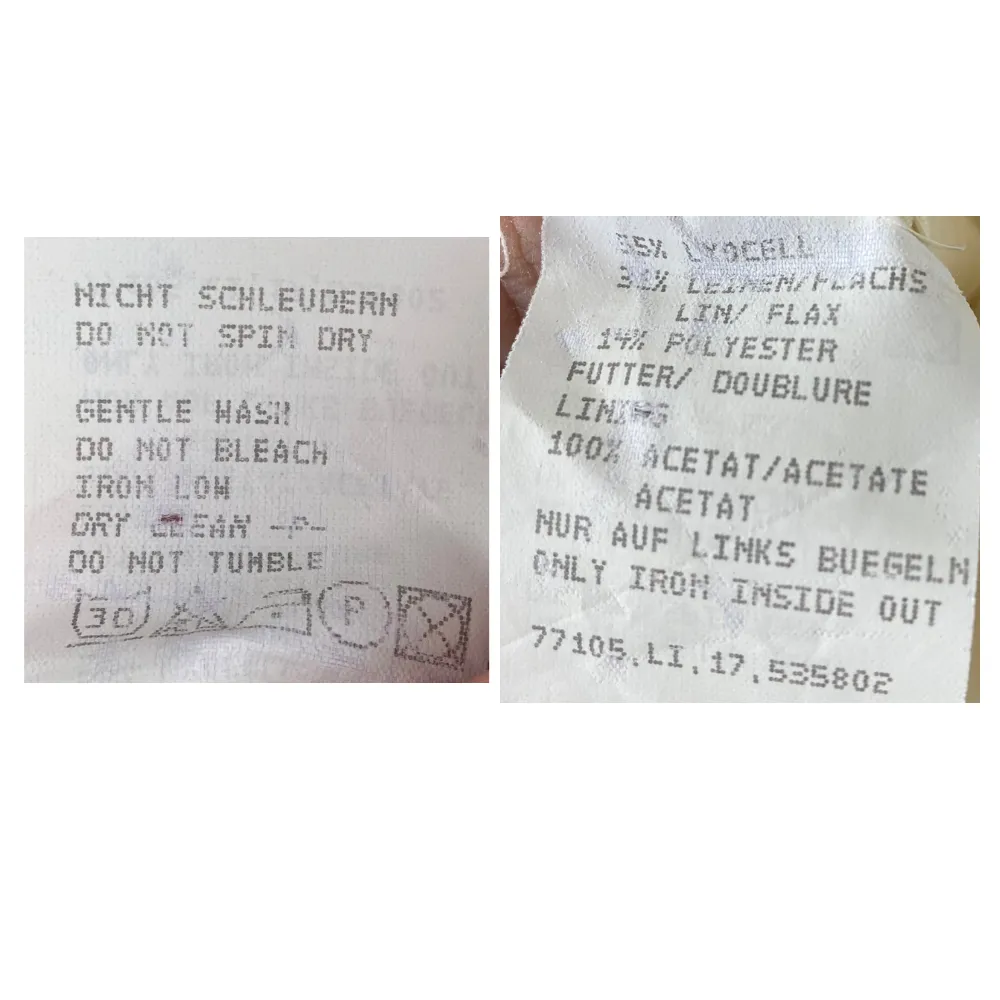 NICHT SCHLEUDERN
DO NOT SPIN DRY
GENTLE WASH
DO NOT BLEACH
IRON LOW
DRY CLEAN -P-
DO NOT TUMBLE
30 P
55% LYOCELL
31% LEINEN/FLACHS
LIN/ FLAX
14% POLYESTER
FUTTER/ DOUBLURE
LINING
100% ACETAT/ACETATE
ACETAT
NUR AUF LINKS BUEGELN
ONLY IRON INSIDE OUT
77105.LI.17.535802